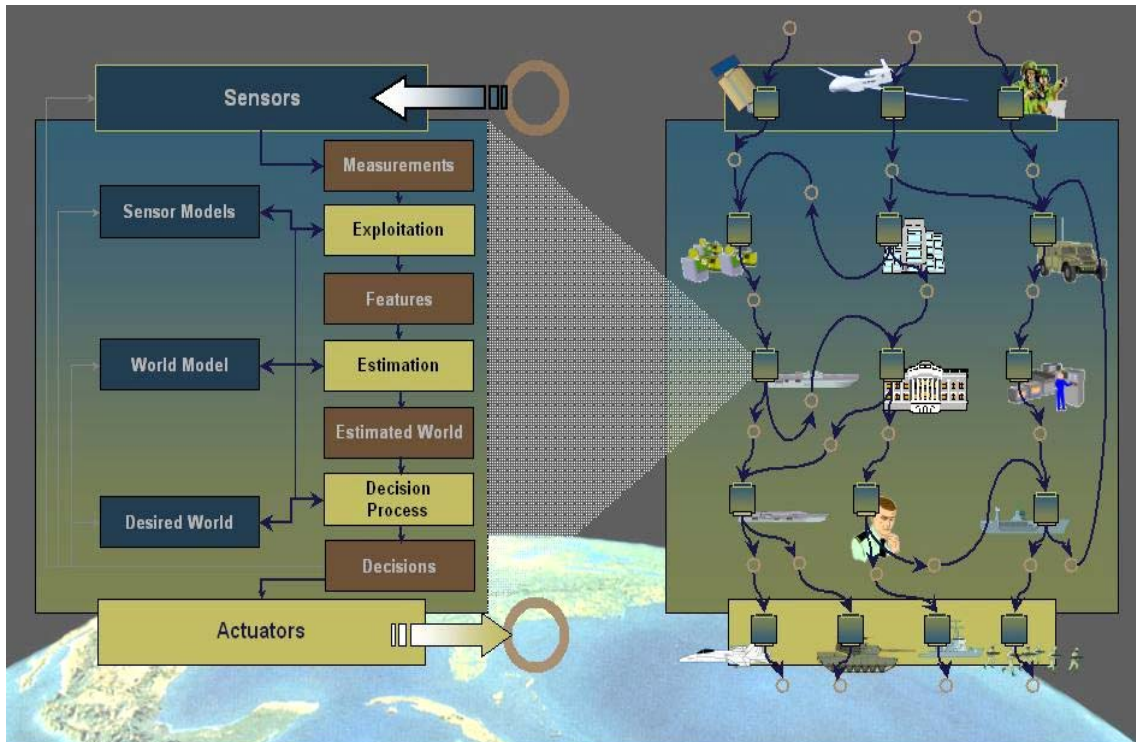 Sensors
Measurements
Sensor Models
Exploitation
Features
World Model
Estimation
Estimated World
Decision
Process
Desired World
Decisions
Actuators